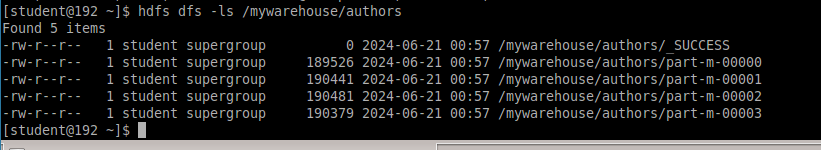 [student@192 ~]$ hdfs dfs -ls /mywarehouse/authors
Found 5 items
-rw-r--r--   1 student supergroup          0 2024-06-21 00:57 /mywarehouse/authors/_SUCCESS
-rw-r--r--   1 student supergroup     189526 2024-06-21 00:57 /mywarehouse/authors/part-m-00000
-rw-r--r--   1 student supergroup     190441 2024-06-21 00:57 /mywarehouse/authors/part-m-00001
-rw-r--r--   1 student supergroup     190481 2024-06-21 00:57 /mywarehouse/authors/part-m-00002
-rw-r--r--   1 student supergroup     190379 2024-06-21 00:57 /mywarehouse/authors/part-m-00003
[student@192 ~]$